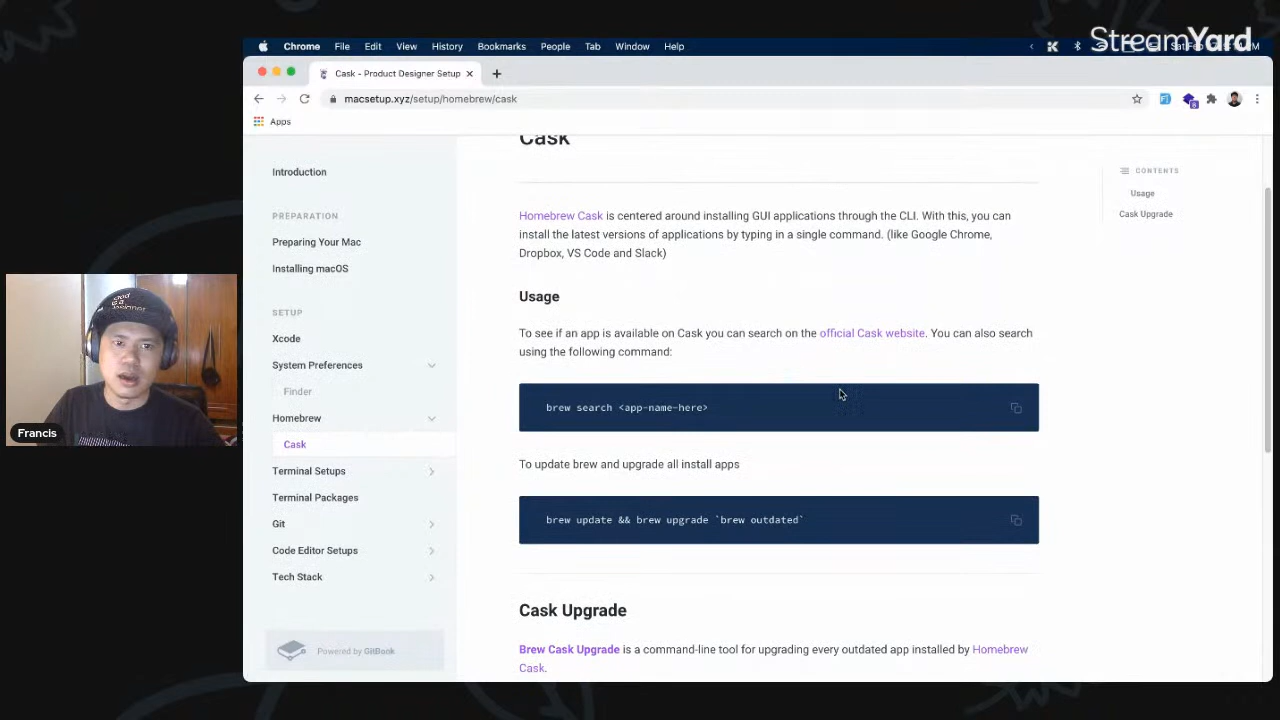 StreamYard
Chrome File Edit View History Bookmarks People Tab Window Help
Cask - Product Designer Setup
macsetup.xyz/setup/homebrew/cask
Apps
Cask
Introduction
PREPARATION
Preparing Your Mac
Installing macOS
SETUP
Xcode
System Preferences
Finder
Homebrew
Cask
Terminal Setups
Terminal Packages
Git
Code Editor Setups
Tech Stack
Powered by GitBook
Homebrew Cask is centered around installing GUI applications through the CLI. With this, you can
install the latest versions of applications by typing in a single command. (like Google Chrome,
Dropbox, VS Code and Slack)
Usage
To see if an app is available on Cask you can search on the official Cask website. You can also search
using the following command:
brew search <app-name-here>
To update brew and upgrade all install apps
brew update && brew upgrade `brew outdated`
Cask Upgrade
Brew Cask Upgrade is a command-line tool for upgrading every outdated app installed by Homebrew
Cask.
CONTENTS
Usage
Cask Upgrade
Francis